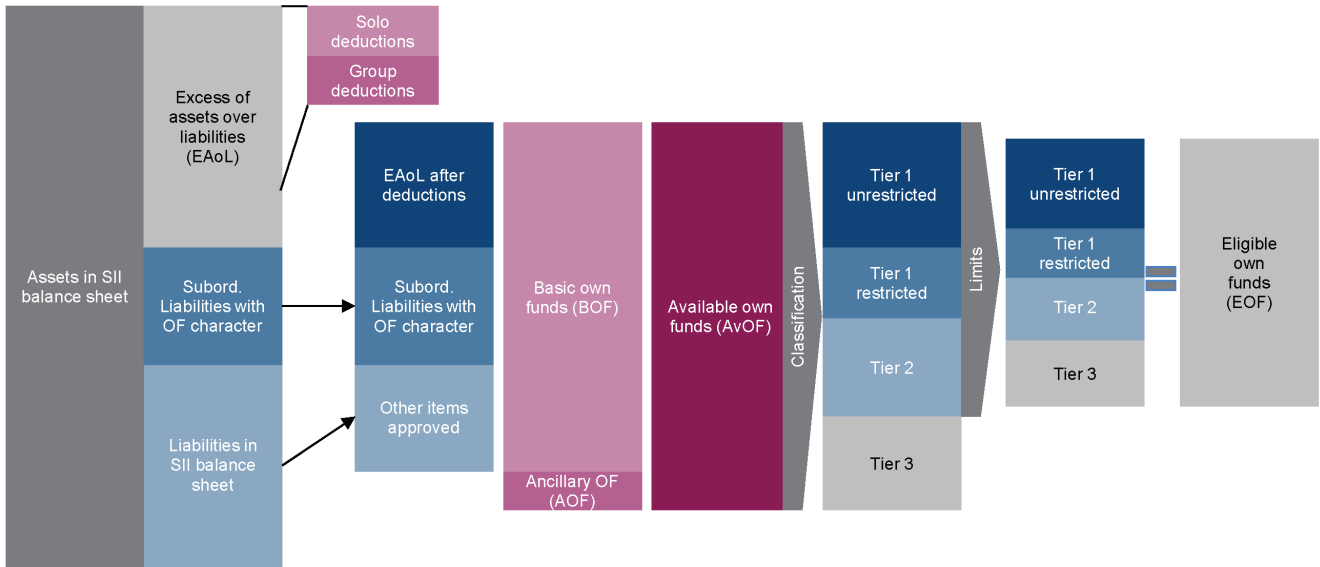 Assets in SII
balance sheet
Excess of
assets over
liabilities
(EAoL)
Subord.
Liabilities with
OF character
Liabilities in
SII balance
sheet
Solo
deductions
Group
deductions
EAoL after
deductions
Subord.
Liabilities with
OF character
Other items
approved
Basic own
funds (BOF)
Ancillary OF
(AOF)
Available own
funds (AvOF)
Classification
Tier 1
unrestricted
Tier 1
restricted
Tier 2
Tier 3
Limits
Tier 1
unrestricted
Tier 1
restricted
Tier 2
Tier 3
Eligible
own
funds
(EOF)